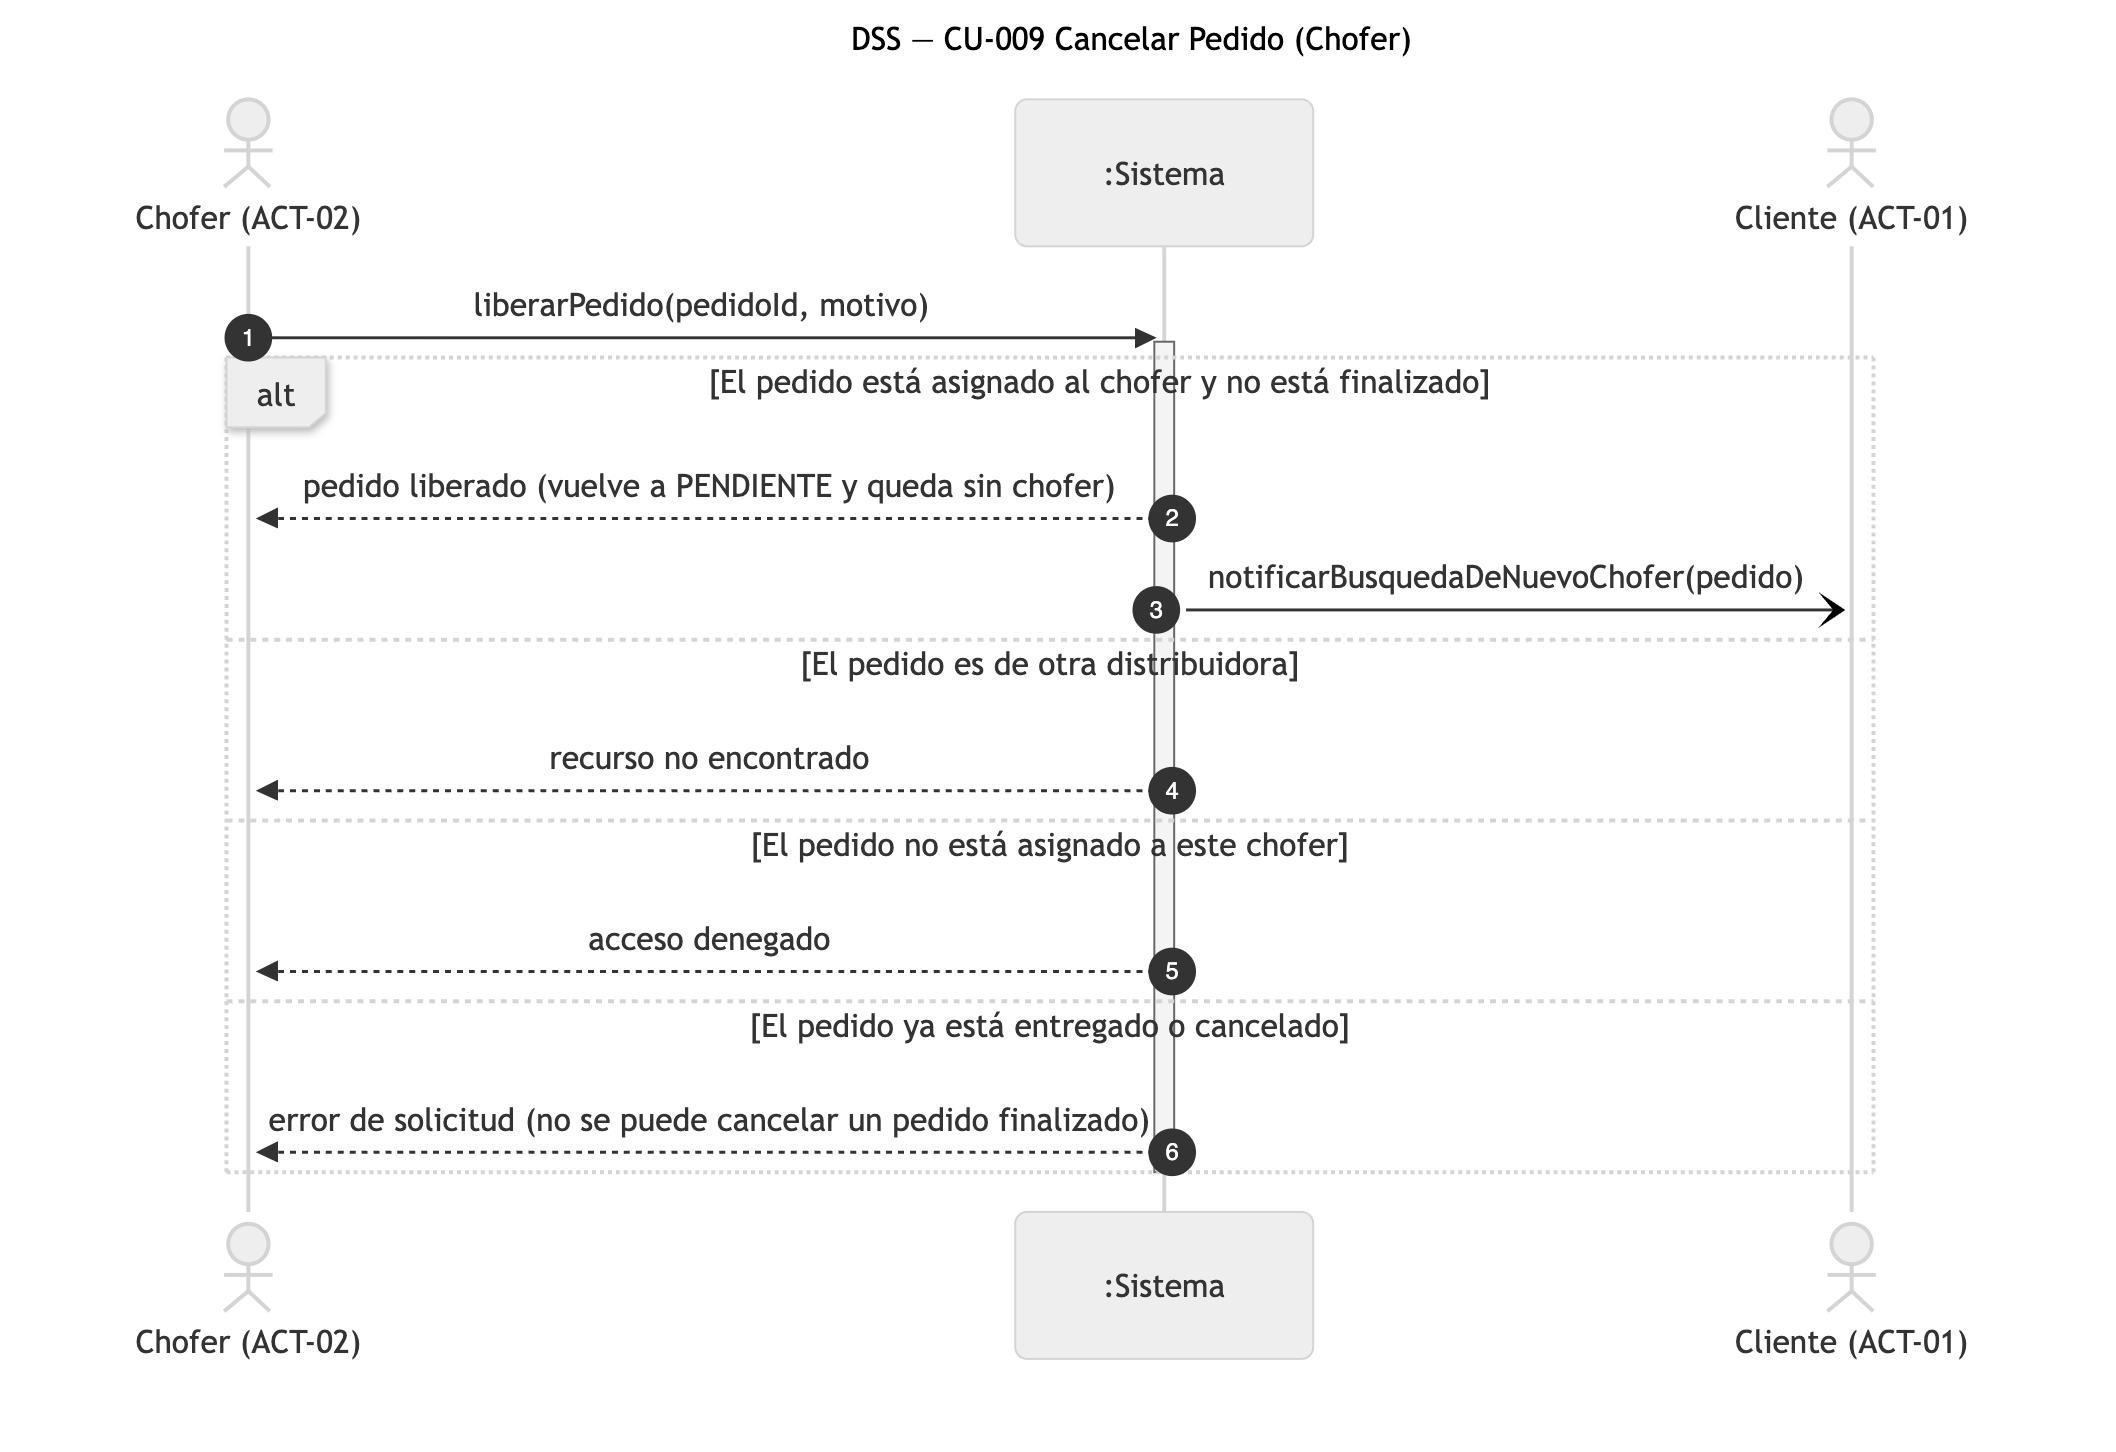 DSS — CU-009 Cancelar Pedido (Chofer)
Chofer (ACT-02)
:Sistema
Cliente (ACT-01)
liberarPedido(pedidoId, motivo)
1
alt
[El pedido está asignado al chofer y no está finalizado]
pedido liberado (vuelve a PENDIENTE y queda sin chofer)
2
notificarBusquedaDeNuevoChofer(pedido)
3
[El pedido es de otra distribuidora]
recurso no encontrado
4
[El pedido no está asignado a este chofer]
acceso denegado
5
[El pedido ya está entregado o cancelado]
error de solicitud (no se puede cancelar un pedido finalizado)
6
Chofer (ACT-02)
:Sistema
Cliente (ACT-01)